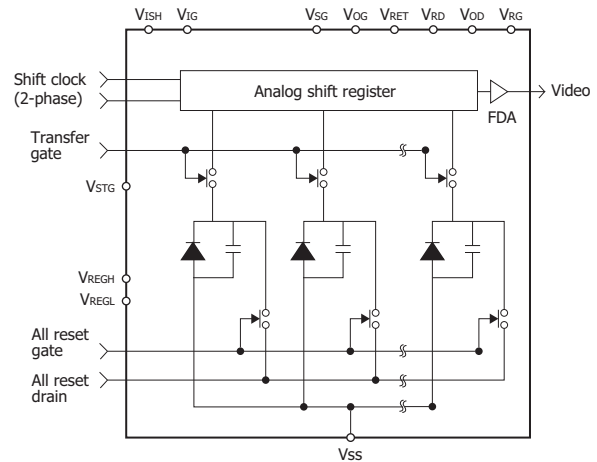 VISH VIG VSG VOG VRET VRD VOD VRG
Shift clock
(2-phase)
Analog shift register
FDA
Video
Transfer
gate
VSTG
VREGH
VREGL
All reset
gate
All reset
drain
Vss